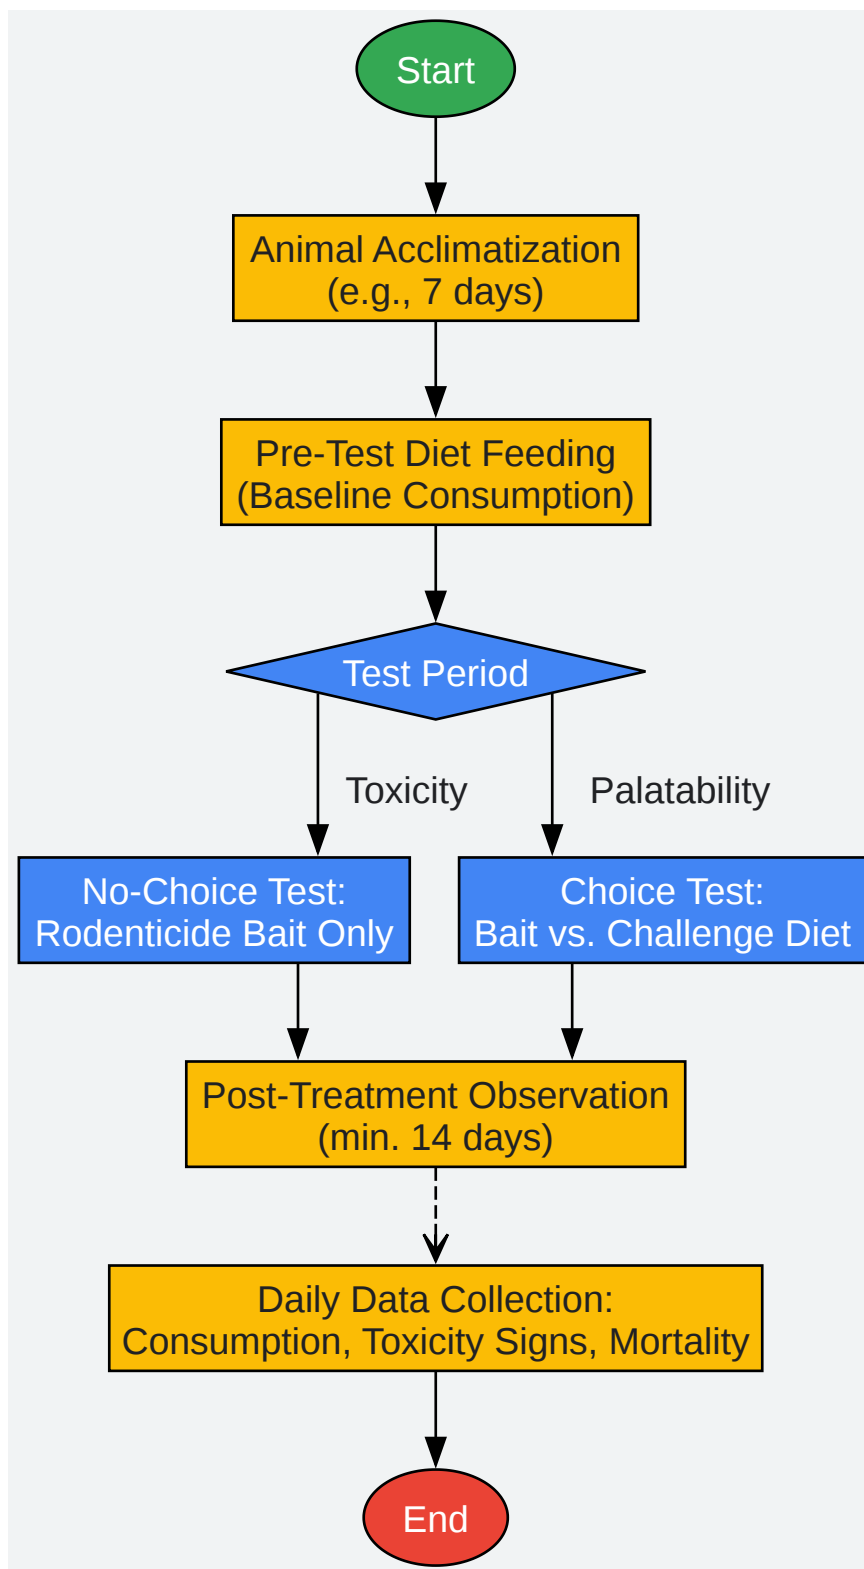 Start
Animal Acclimatization
(e.g., 7 days)
Pre-Test Diet Feeding
(Baseline Consumption)
Test Period
Toxicity
Palatability
No-Choice Test:
Rodenticide Bait Only
Choice Test:
Bait vs. Challenge Diet
Post-Treatment Observation
(min. 14 days)
Daily Data Collection:
Consumption, Toxicity Signs, Mortality
End